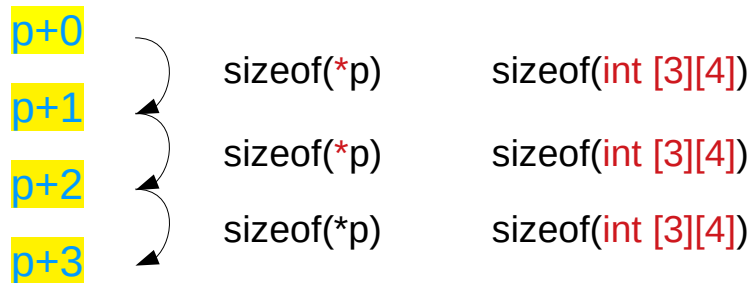 p+0
sizeof(*p) sizeof(int [3][4])
p+1
sizeof(*p) sizeof(int [3][4])
p+2
sizeof(*p) sizeof(int [3][4])
p+3